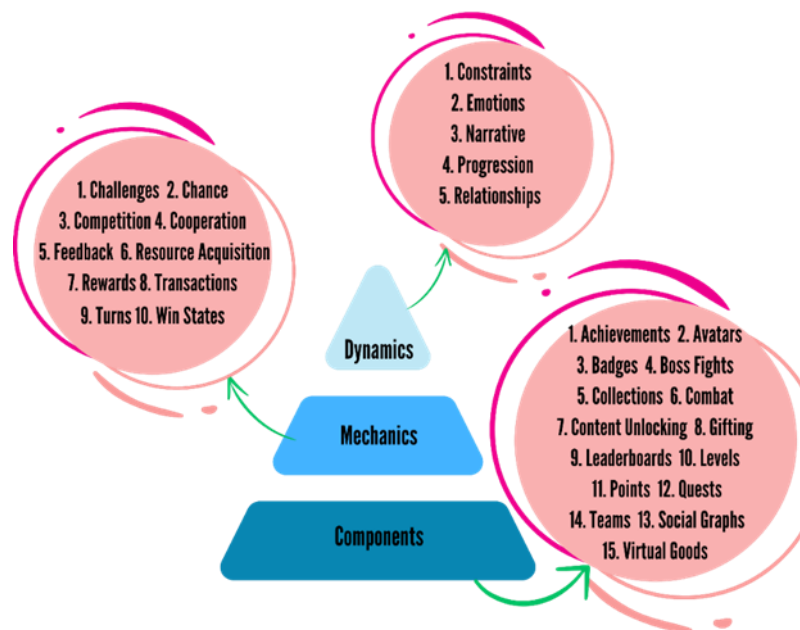 1. Constraints
2. Emotions
3. Narrative
4. Progression
5. Relationships
1. Challenges 2. Chance
3. Competition 4. Cooperation
5. Feedback 6. Resource Acquisition
7. Rewards 8. Transactions
9. Turns 10. Win States
Dynamics
Mechanics
Components
1. Achievements 2. Avatars
3. Badges 4. Boss Fights
5. Collections 6. Combat
7. Content Unlocking 8. Gifting
9. Leaderboards 10. Levels
11. Points 12. Quests
14. Teams 13. Social Graphs
15. Virtual Goods